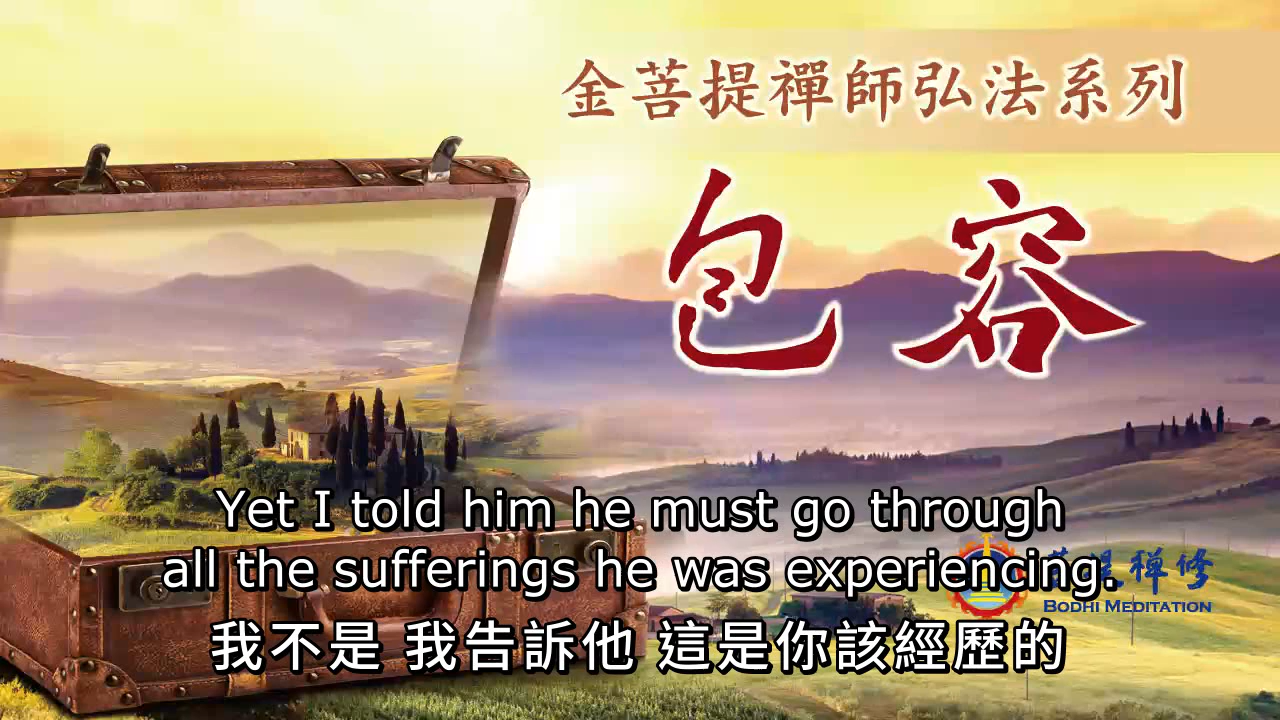 金菩提禪師弘法系列
包容
Yet I told him he must go through
all the sufferings he was experiencing.
菩提禪修
BODHI MEDITATION
我不是 我告訴他 這是你該經歷的